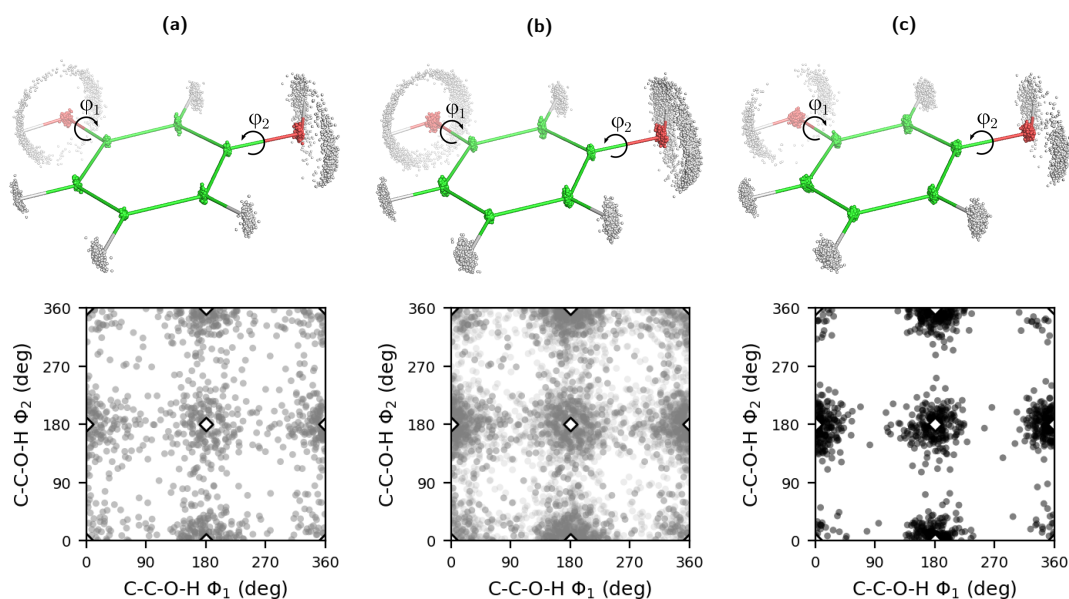 (a) (b) (c)
φ1 φ2 φ1 φ2 φ1 φ2
360 360 360
270 270 270
180 180 180
90 90 90
0 0 0
C-C-O-H Φ2 (deg) C-C-O-H Φ2 (deg) C-C-O-H Φ2 (deg)
0 90 180 270 360 0 90 180 270 360 0 90 180 270 360
C-C-O-H Φ1 (deg) C-C-O-H Φ1 (deg) C-C-O-H Φ1 (deg)